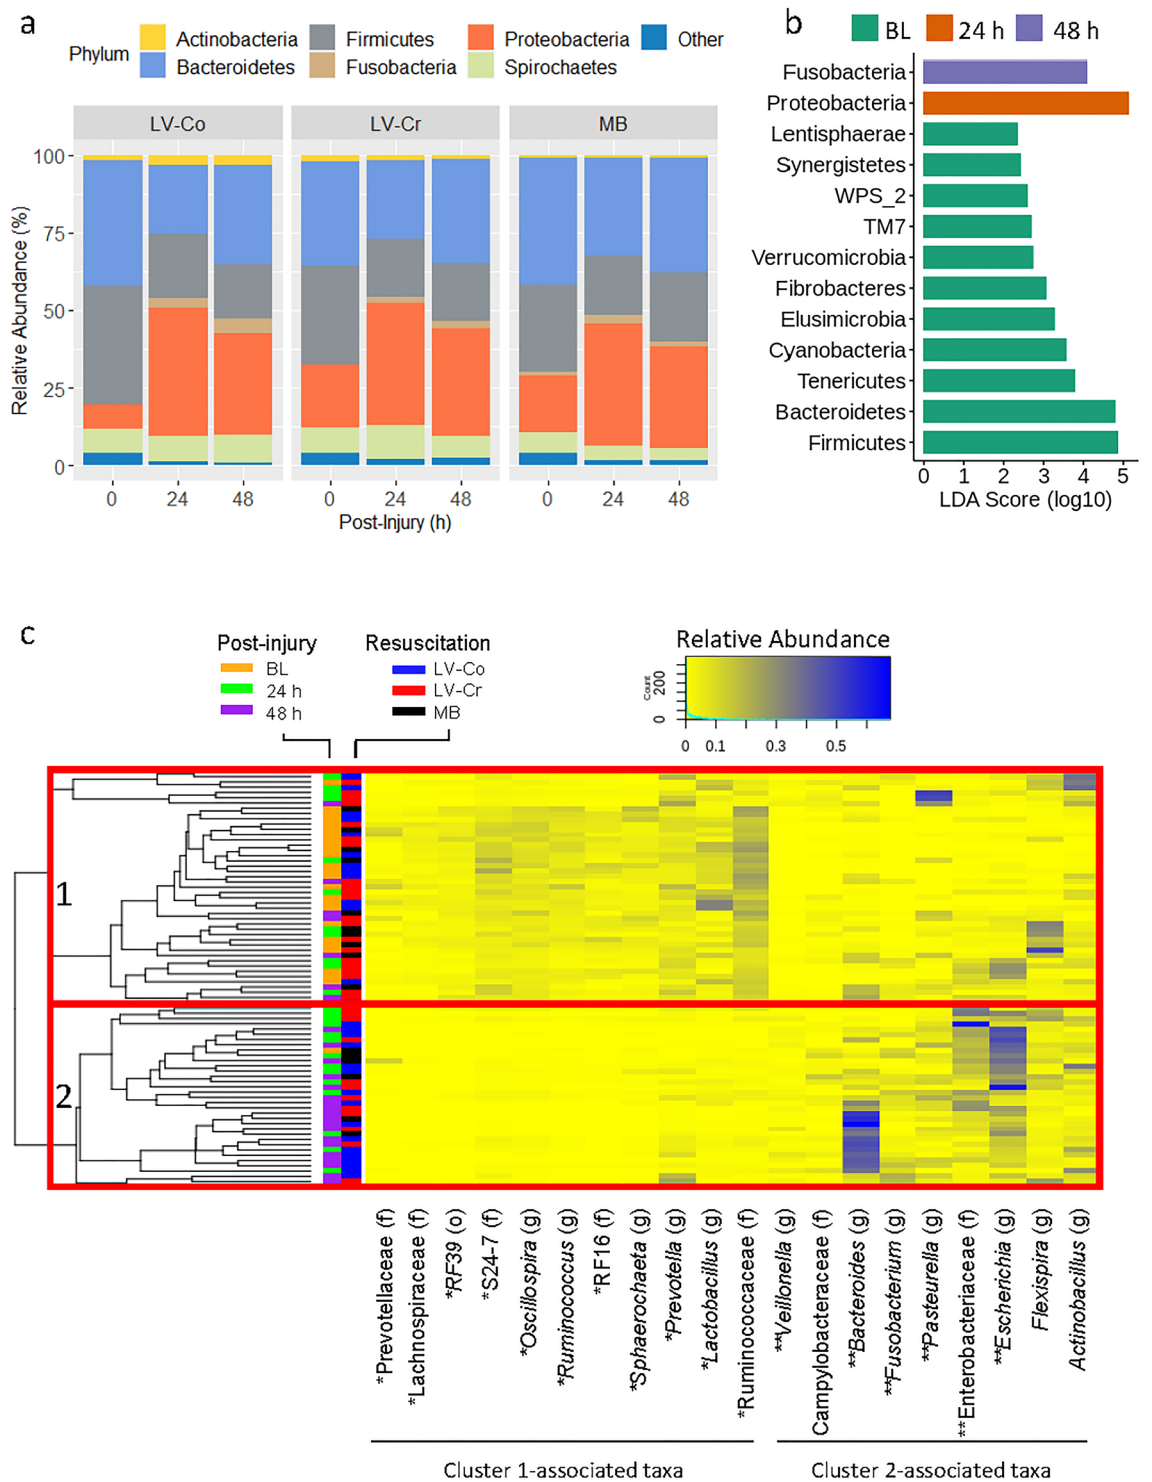 a
Phylum
Actinobacteria
Firmicutes
Proteobacteria
Other
Bacteroidetes
Fusobacteria
Spirochaetes
LV-Co
LV-Cr
MB
Relative Abundance (%)
100
75
50
25
0
0 24 48
0 24 48
0 24 48
Post-Injury (h)
b
BL 24 h 48 h
Fusobacteria
Proteobacteria
Lentisphaerae
Synergistetes
WPS_2
TM7
Verrucomicrobia
Fibrobacteres
Elusimicrobia
Cyanobacteria
Tenericutes
Bacteroidetes
Firmicutes
0 1 2 3 4 5
LDA Score (log10)
c
Post-injury
BL
24 h
48 h
Resuscitation
LV-Co
LV-Cr
MB
Relative Abundance
Count
200
0
0 0.1 0.3 0.5
1
2
*Prevotellaceae (f)
*Lachnospiraceae (f)
*RF39 (o)
*S24-7 (f)
*Oscillospira (g)
*Ruminococcus (g)
*RF16 (f)
*Sphaerochaeta (g)
*Prevotella (g)
*Lactobacillus (g)
*Ruminococcaceae (f)
**Veillonella (g)
Campylobacteraceae (f)
**Bacteroides (g)
**Fusobacterium (g)
**Pasteurella (g)
**Enterobacteriaceae (f)
**Escherichia (g)
Flexispira (g)
Actinobacillus (g)
Cluster 1-associated taxa
Cluster 2-associated taxa